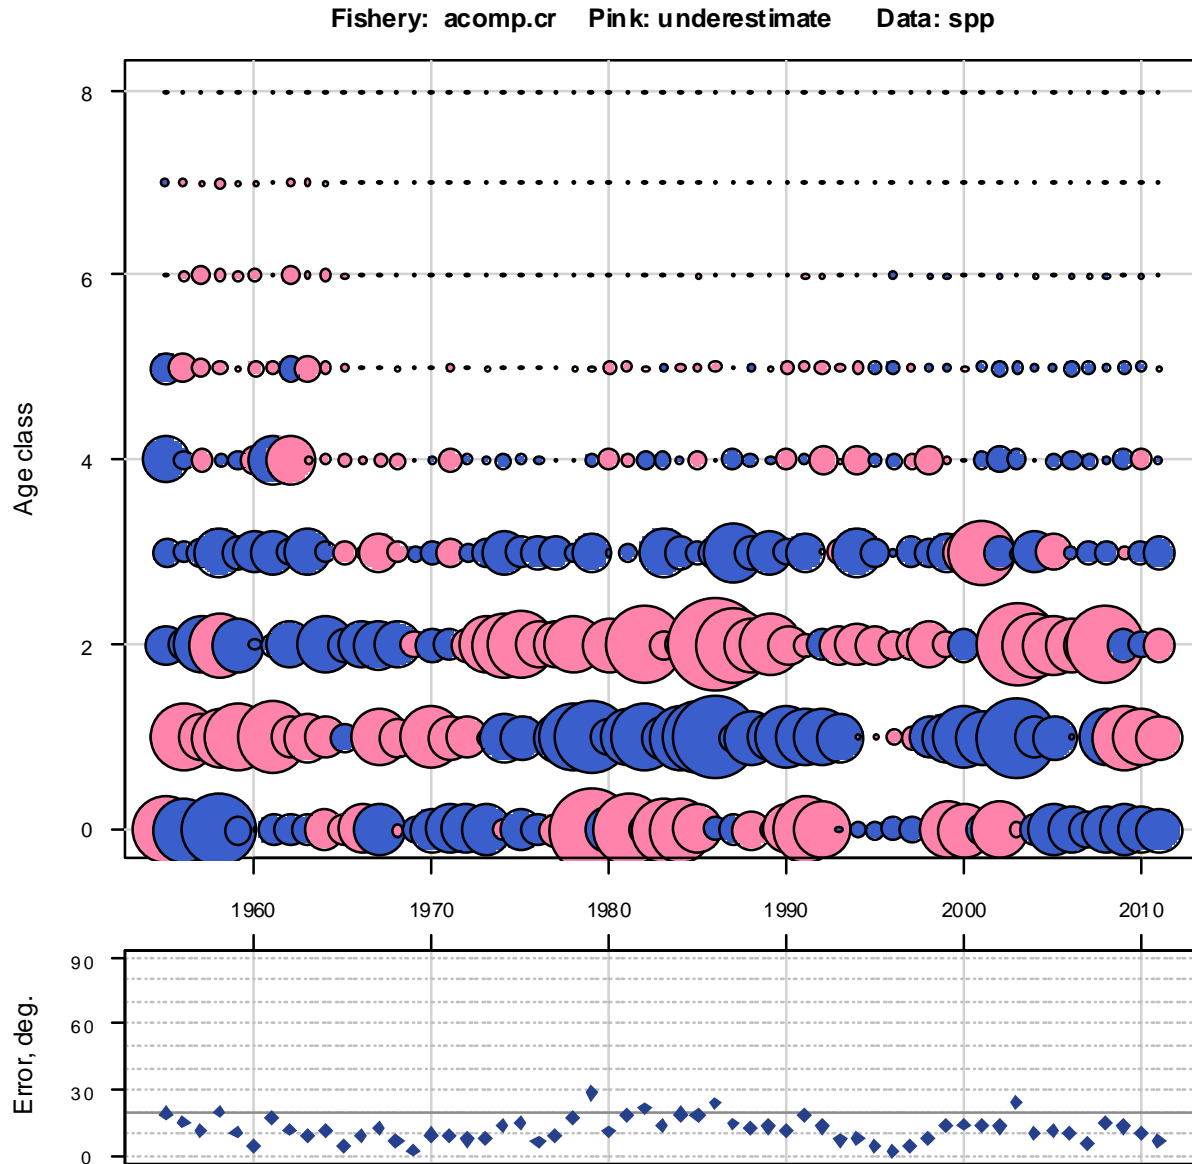 Fishery: acomp.cr Pink: underestimate Data: spp
8
6
4
2
0
Age class
1960 1970 1980 1990 2000 2010
90
60
30
0
Error, deg.